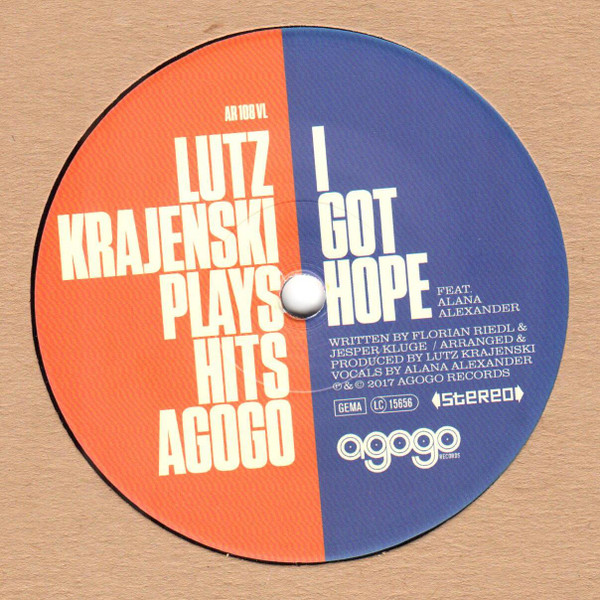 AR 108 VL
LUTZ
KRAJENSKI
PLAYS
HITS
AGOGO
I
GOT
HOPE
FEAT.
ALANA
ALEXANDER
WRITTEN BY FLORIAN RIEDL &
JESPER KLUGE / ARRANGED &
PRODUCED BY LUTZ KRAJENSKI
VOCALS BY ALANA ALEXANDER
℗ & © 2017 AGOGO RECORDS
GEMA LC 15656 STEREO
agogo
RECORDS